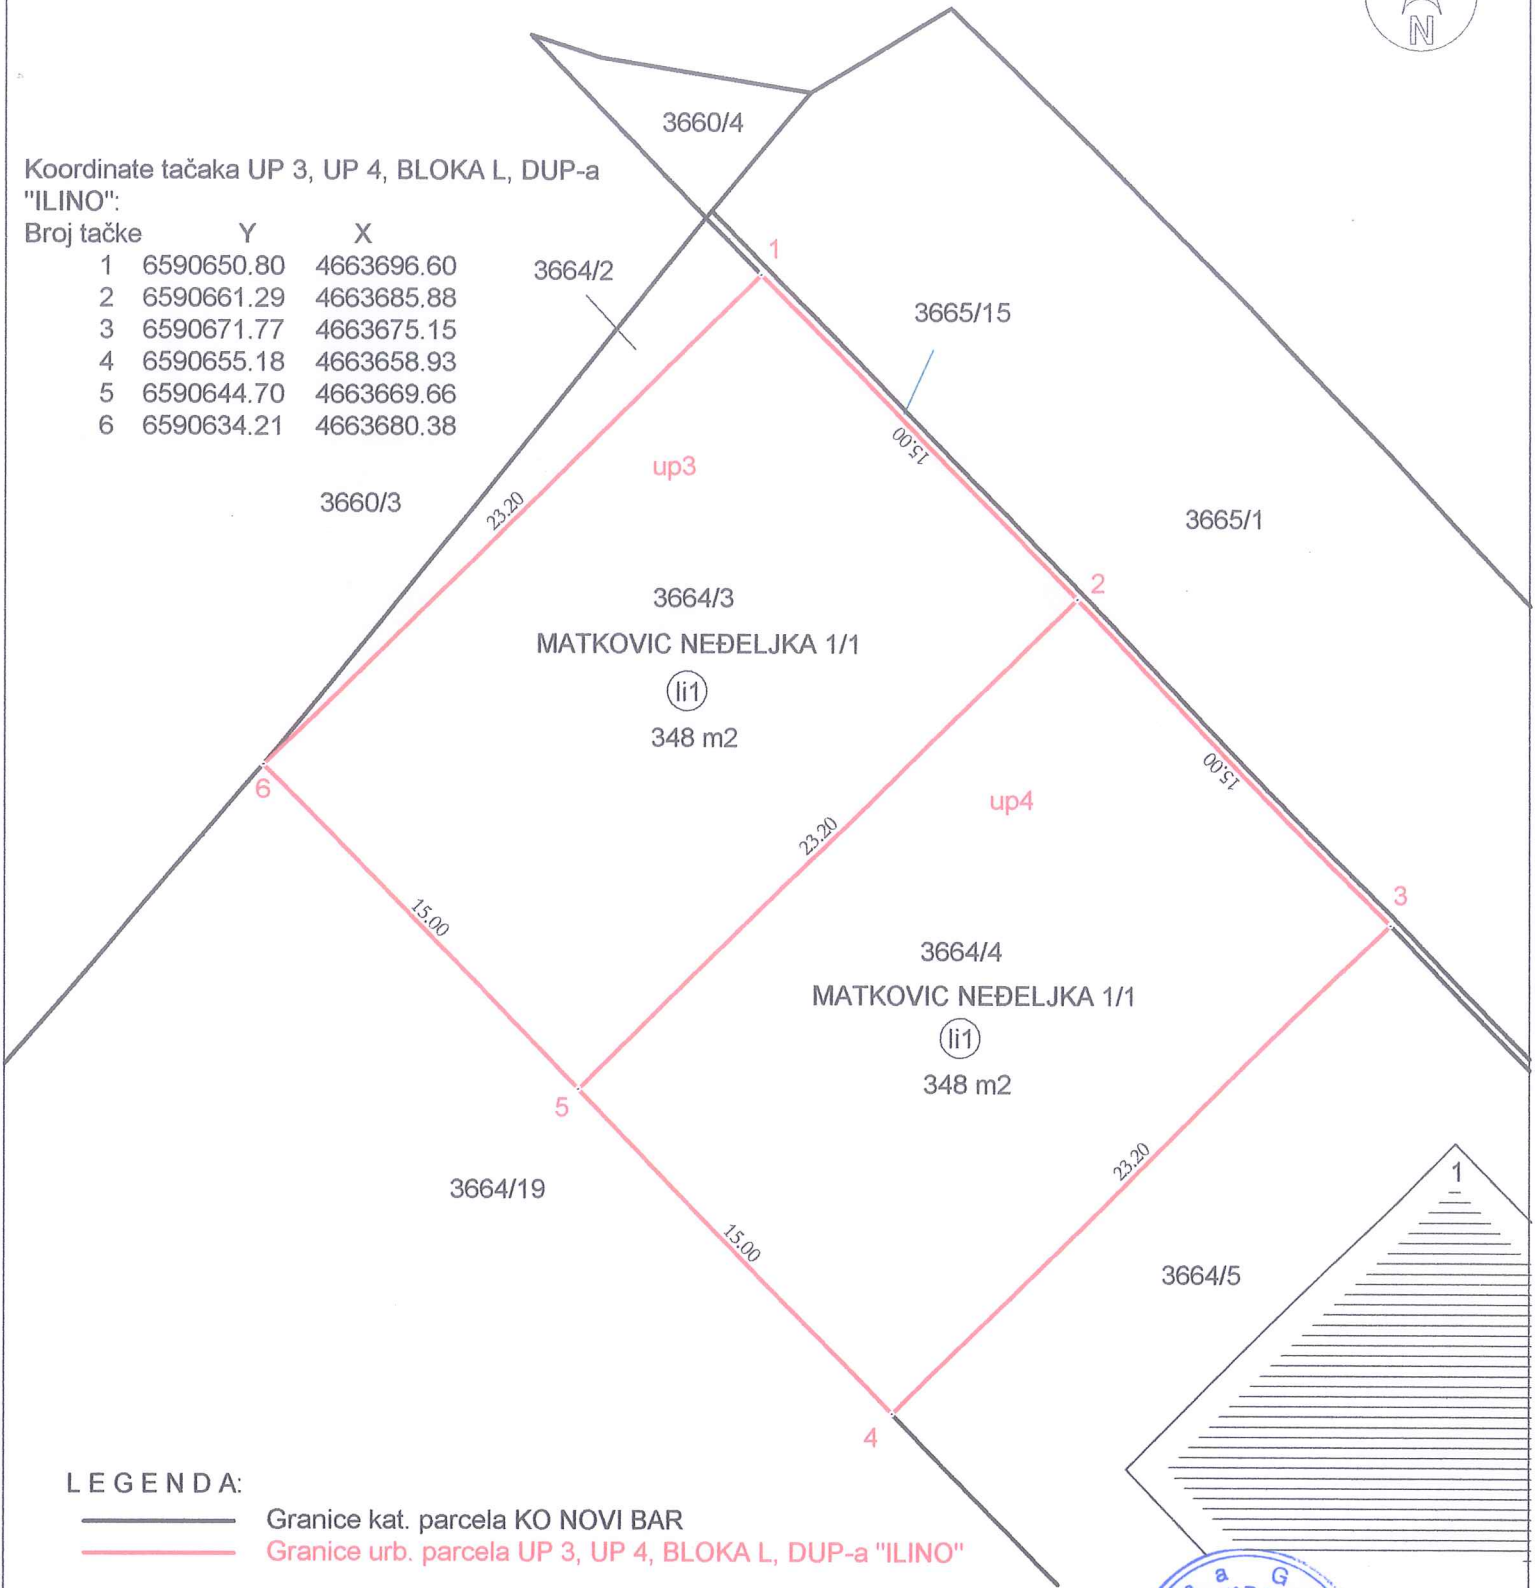 N
3660/4
Koordinate tačaka UP 3, UP 4, BLOKA L, DUP-a
"ILINO":
Broj tačke Y X
1 6590650.80 4663696.60
2 6590661.29 4663685.88
3 6590671.77 4663675.15
4 6590655.18 4663658.93
5 6590644.70 4663669.66
6 6590634.21 4663680.38
3664/2
1
3665/15
15.00
up3
3660/3
23.20
3665/1
2
3664/3
MATKOVIC NEĐELJKA 1/1
li1
348 m2
6
15.00
up4
23.20
3
15.00
3664/4
MATKOVIC NEĐELJKA 1/1
li1
348 m2
5
3664/19
23.20
1
15.00
3664/5
4
LEGENDA:
Granice kat. parcela KO NOVI BAR
Granice urb. parcela UP 3, UP 4, BLOKA L, DUP-a "ILINO"
a G